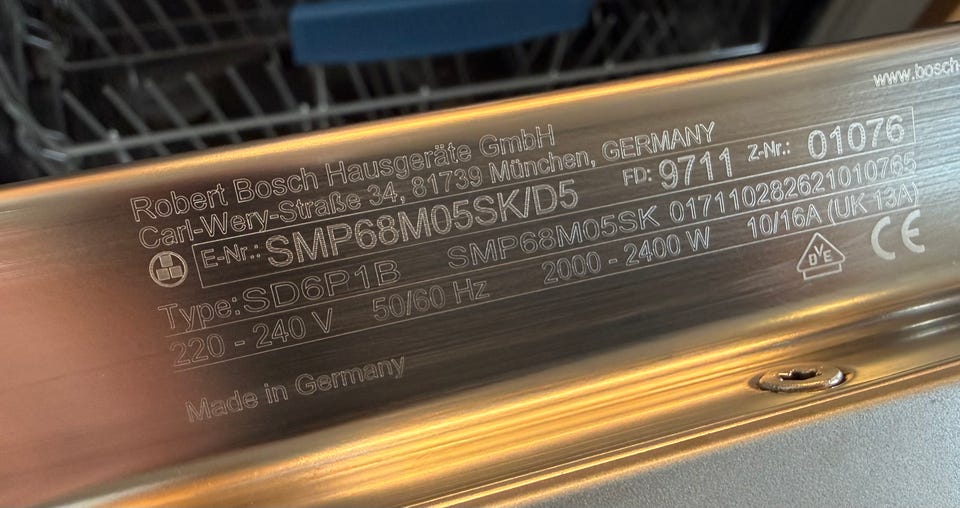 www.bosch-
Robert Bosch Hausgeräte GmbH
Carl-Wery-Straße 34, 81739 München, GERMANY
E-Nr.: SMP68M05SK/D5 FD: 9711 Z-Nr.: 01076
Type: SD6P1B SMP68M05SK 017110282621010765
220 - 240 V 50/60 Hz 2000 - 2400 W 10/16A (UK 13A)
DVE CE
Made in Germany